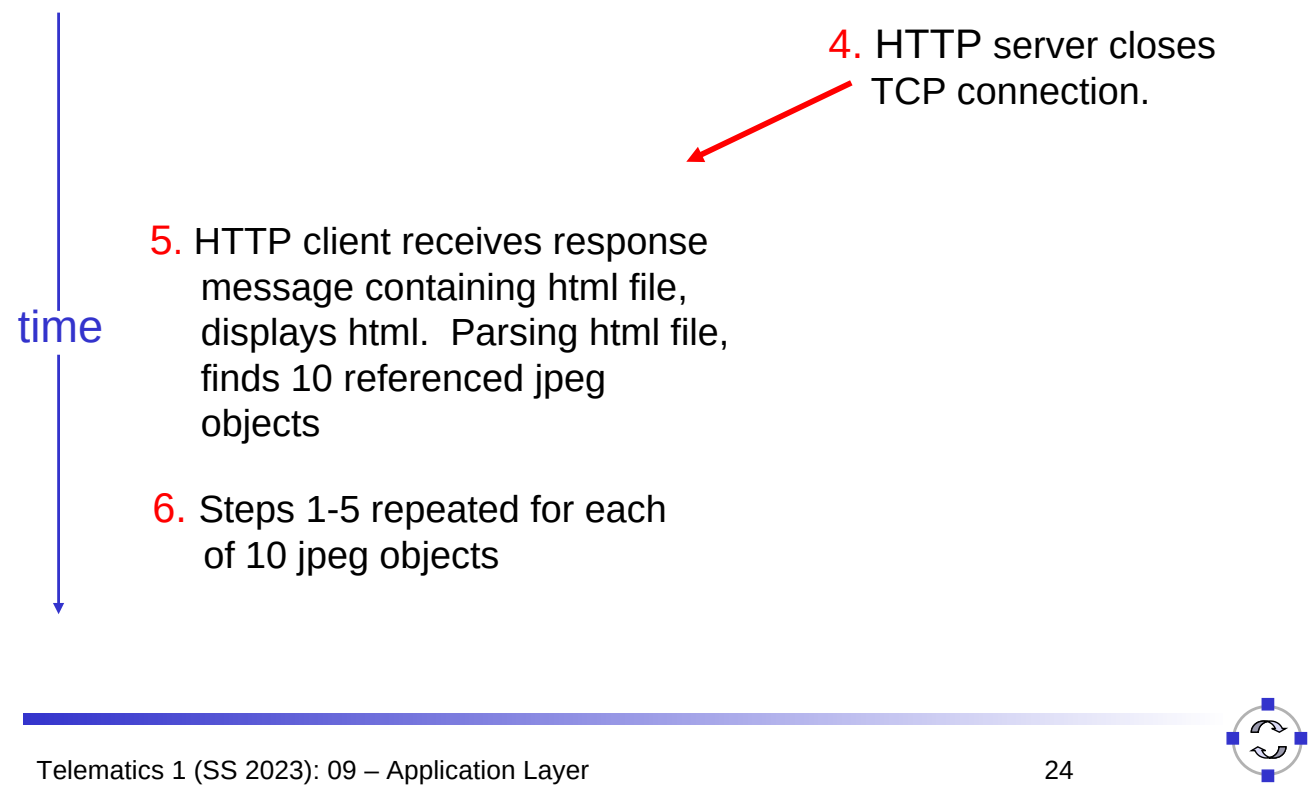 4. HTTP server closes
TCP connection.
5. HTTP client receives response
message containing html file,
displays html.  Parsing html file,
finds 10 referenced jpeg
objects
time
6. Steps 1-5 repeated for each
of 10 jpeg objects
Telematics 1 (SS 2023): 09 – Application Layer
24